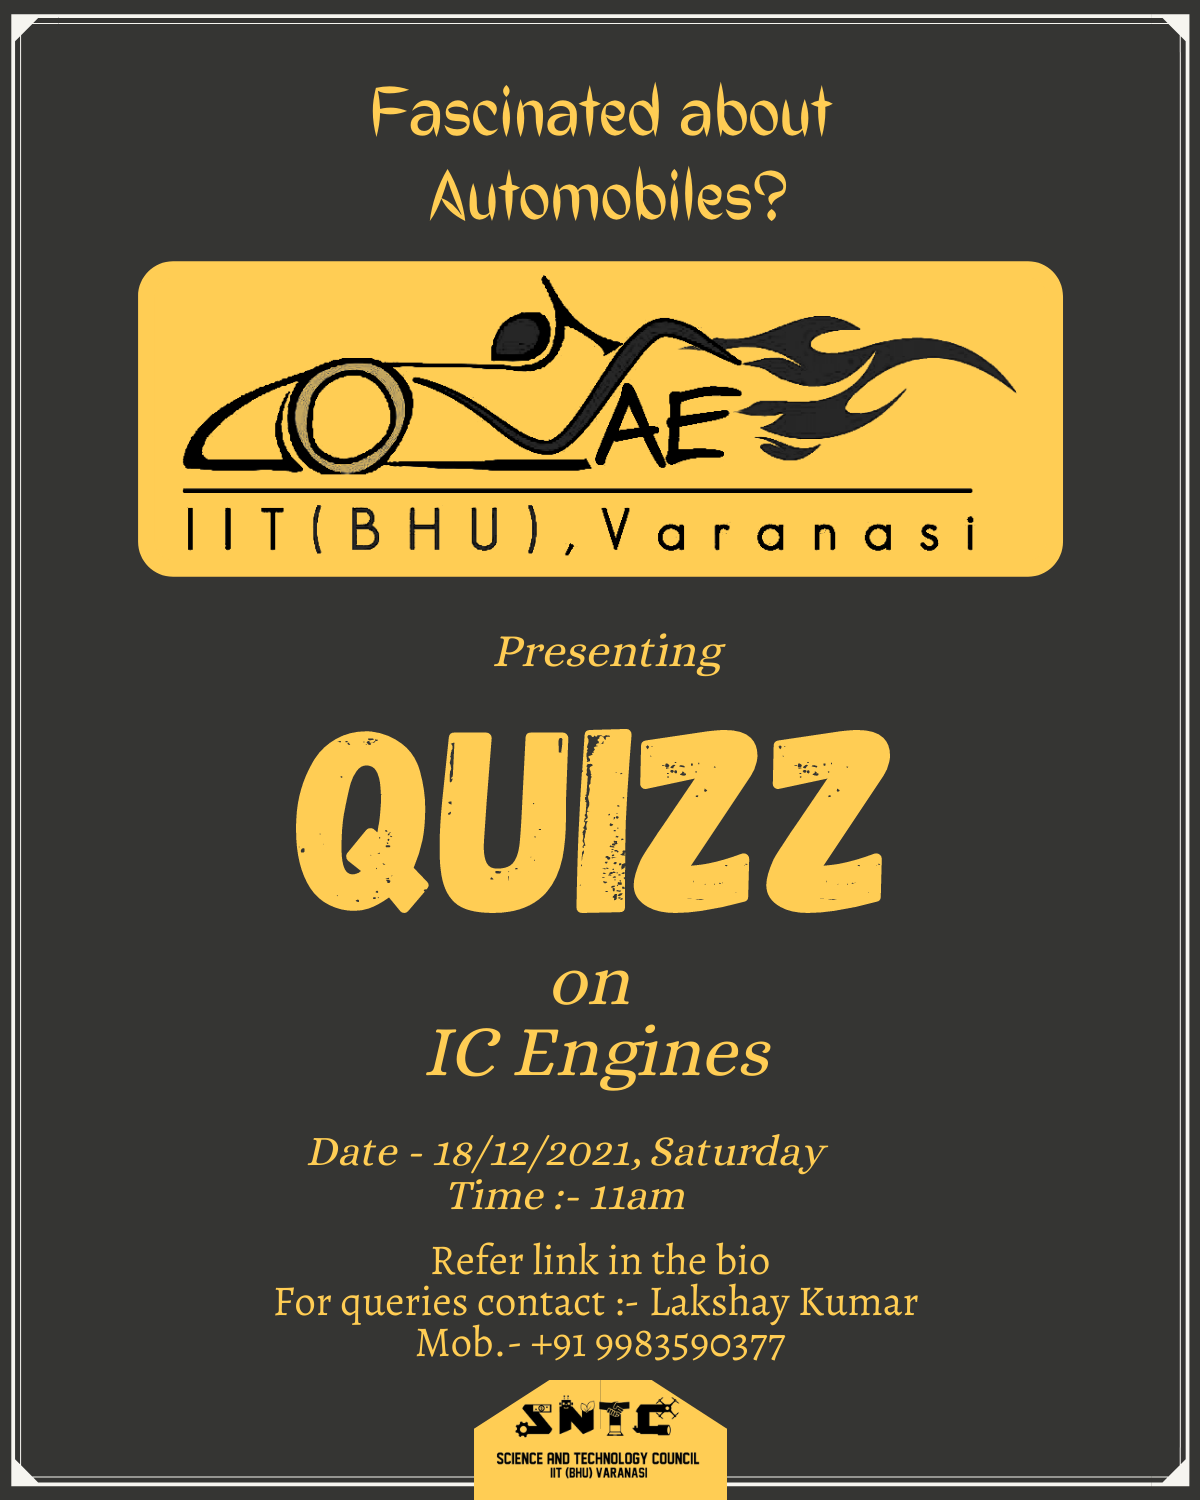 Fascinated about
Automobiles?
AE
IIT(BHU),Varanasi
Presenting
QUIZZ
on
IC Engines
Date - 18/12/2021, Saturday
Time :- 11am
Refer link in the bio
For queries contact :- Lakshay Kumar
Mob.- +91 9983590377
SNTC
SCIENCE AND TECHNOLOGY COUNCIL
IIT (BHU) VARANASI